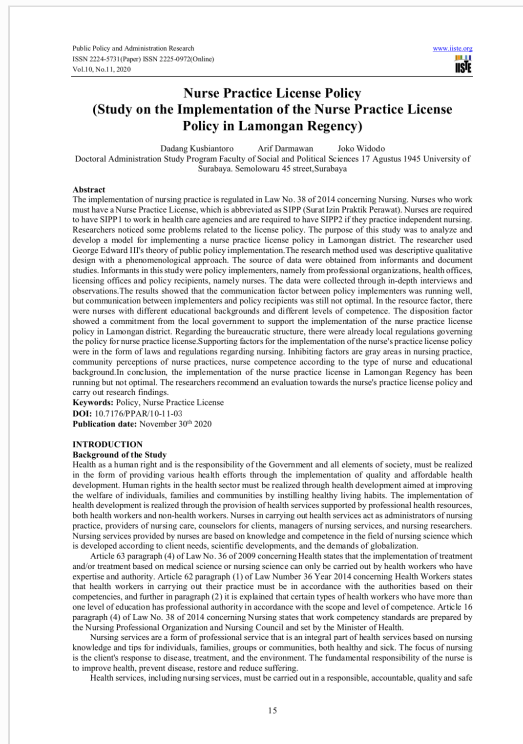 Public Policy and Administration Research
www.iiste.org
ISSN 2224-5731(Paper) ISSN 2225-0972(Online)
Vol.10, No.11, 2020
IISTE
Nurse Practice License Policy
(Study on the Implementation of the Nurse Practice License
Policy in Lamongan Regency)
Dadang Kusbiantoro Arif Darmawan Joko Widodo
Doctoral Administration Study Program Faculty of Social and Political Sciences 17 Agustus 1945 University of
Surabaya. Semolowaru 45 street,Surabaya
Abstract
The implementation of nursing practice is regulated in Law No. 38 of 2014 concerning Nursing. Nurses who work
must have a Nurse Practice License, which is abbreviated as SIPP (Surat Izin Praktik Perawat). Nurses are required
to have SIPP1 to work in health care agencies and are required to have SIPP2 if they practice independent nursing.
Researchers noticed some problems related to the license policy. The purpose of this study was to analyze and
develop a model for implementing a nurse practice license policy in Lamongan district. The researcher used
George Edward III's theory of public policy implementation.The research method used was descriptive qualitative
design with a phenomenological approach. The source of data were obtained from informants and document
studies. Informants in this study were policy implementers, namely from professional organizations, health offices,
licensing offices and policy recipients, namely nurses. The data were collected through in-depth interviews and
observations.The results showed that the communication factor between policy implementers was running well,
but communication between implementers and policy recipients was still not optimal. In the resource factor, there
were nurses with different educational backgrounds and different levels of competence. The disposition factor
showed a commitment from the local government to support the implementation of the nurse practice license
policy in Lamongan district. Regarding the bureaucratic structure, there were already local regulations governing
the policy for nurse practice license.Supporting factors for the implementation of the nurse's practice license policy
were in the form of laws and regulations regarding nursing. Inhibiting factors are gray areas in nursing practice,
community perceptions of nurse practices, nurse competence according to the type of nurse and educational
background.In conclusion, the implementation of the nurse practice license in Lamongan Regency has been
running but not optimal. The researchers recommend an evaluation towards the nurse's practice license policy and
carry out research findings.
Keywords: Policy, Nurse Practice License
DOI: 10.7176/PPAR/10-11-03
Publication date: November 30th 2020
INTRODUCTION
Background of the Study
Health as a human right and is the responsibility of the Government and all elements of society, must be realized
in the form of providing various health efforts through the implementation of quality and affordable health
development. Human rights in the health sector must be realized through health development aimed at improving
the welfare of individuals, families and communities by instilling healthy living habits. The implementation of
health development is realized through the provision of health services supported by professional health resources,
both health workers and non-health workers. Nurses in carrying out health services act as administrators of nursing
practice, providers of nursing care, counselors for clients, managers of nursing services, and nursing researchers.
Nursing services provided by nurses are based on knowledge and competence in the field of nursing science which
is developed according to client needs, scientific developments, and the demands of globalization.
Article 63 paragraph (4) of Law No. 36 of 2009 concerning Health states that the implementation of treatment
and/or treatment based on medical science or nursing science can only be carried out by health workers who have
expertise and authority. Article 62 paragraph (1) of Law Number 36 Year 2014 concerning Health Workers states
that health workers in carrying out their practice must be in accordance with the authorities based on their
competencies, and further in paragraph (2) it is explained that certain types of health workers who have more than
one level of education has professional authority in accordance with the scope and level of competence. Article 16
paragraph (4) of Law No. 38 of 2014 concerning Nursing states that work competency standards are prepared by
the Nursing Professional Organization and Nursing Council and set by the Minister of Health.
Nursing services are a form of professional service that is an integral part of health services based on nursing
knowledge and tips for individuals, families, groups or communities, both healthy and sick. The focus of nursing
is the client's response to disease, treatment, and the environment. The fundamental responsibility of the nurse is
to improve health, prevent disease, restore and reduce suffering.
Health services, including nursing services, must be carried out in a responsible, accountable, quality and safe
15